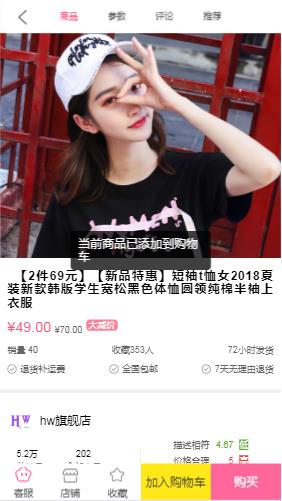 商品 参数 评论 推荐
当前商品已添加到购物
车
【2件69元】【新品特惠】短袖t恤女2018夏
装新款韩版学生宽松黑色体恤圆领纯棉半袖上
衣服
¥49.00 ¥70.00 大减价
销量 40 收藏353人 72小时发货
退货补运费 全国包邮 7天无理由退货
HW hw旗舰店
5.2万 202 描述相符 4.67 低
价格合理 5 高
客服 店铺 收藏 加入购物车 购买